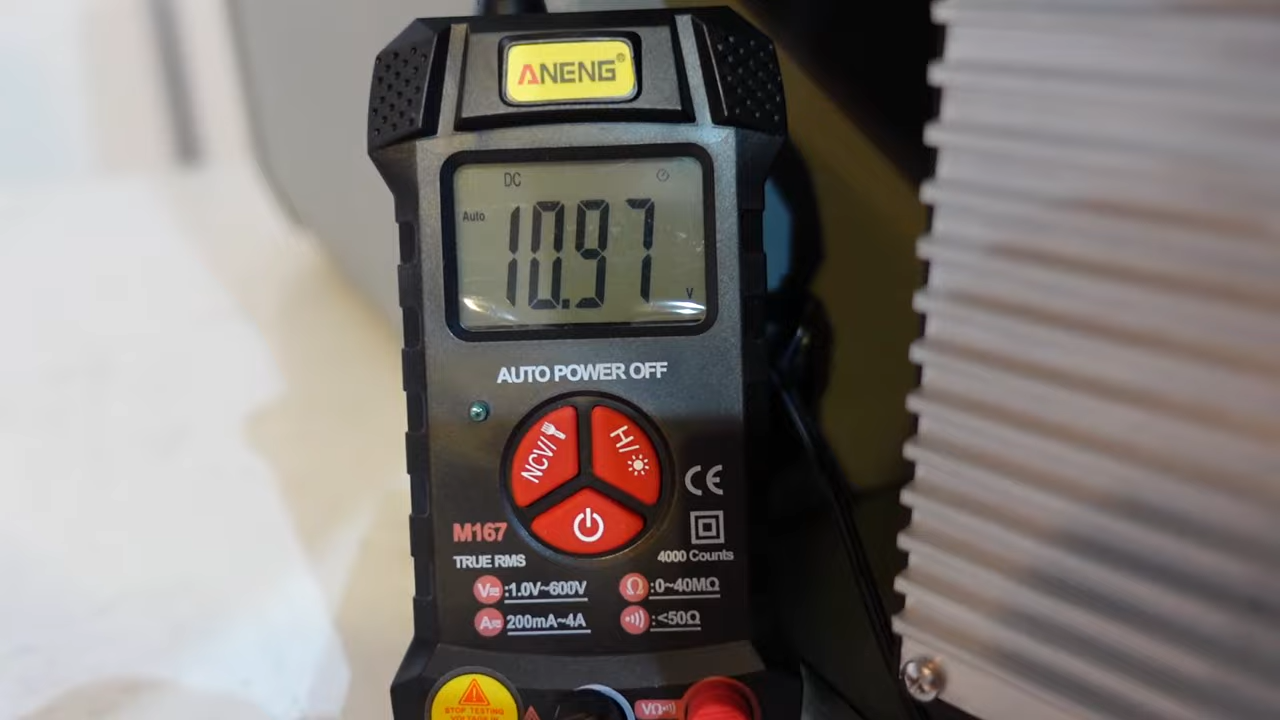 ANENG®
DC
Auto
10.97
V
AUTO POWER OFF
NCV/
H/
CE
M167
TRUE RMS
4000 Counts
V :1.0V~600V
Ω :0~40MΩ
A 200mA~4A
:<50Ω
STOP TESTING
VΩ